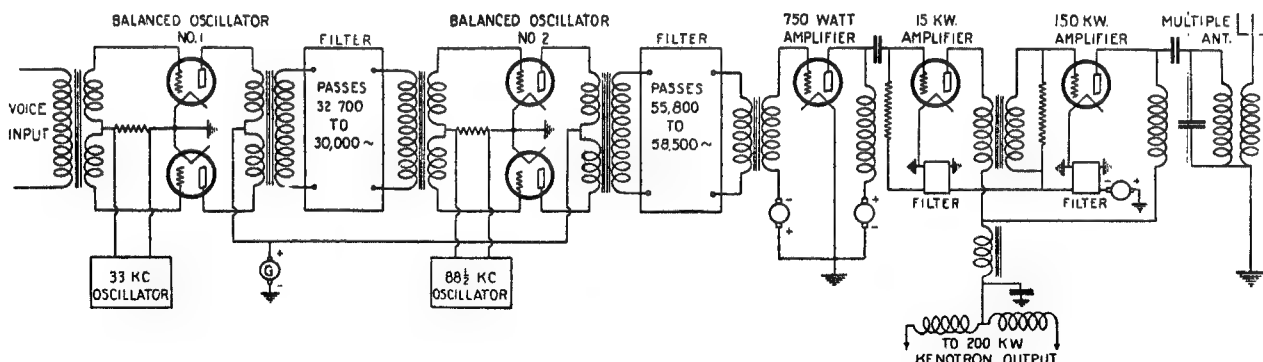 BALANCED OSCILLATOR
NO. 1
FILTER
BALANCED OSCILLATOR
NO 2
FILTER
750 WATT
AMPLIFIER
15 KW.
AMPLIFIER
150 KW.
AMPLIFIER
MULTIPLE
ANT.
VOICE
INPUT
PASSES
32 700
TO
30,000~
PASSES
55,800
TO
58,500~
33 KC
OSCILLATOR
+
G
-
88½ KC
OSCILLATOR
-
+
+
-
FILTER
FILTER
- +
TO 200 KW
KENOTRON OUTPUT